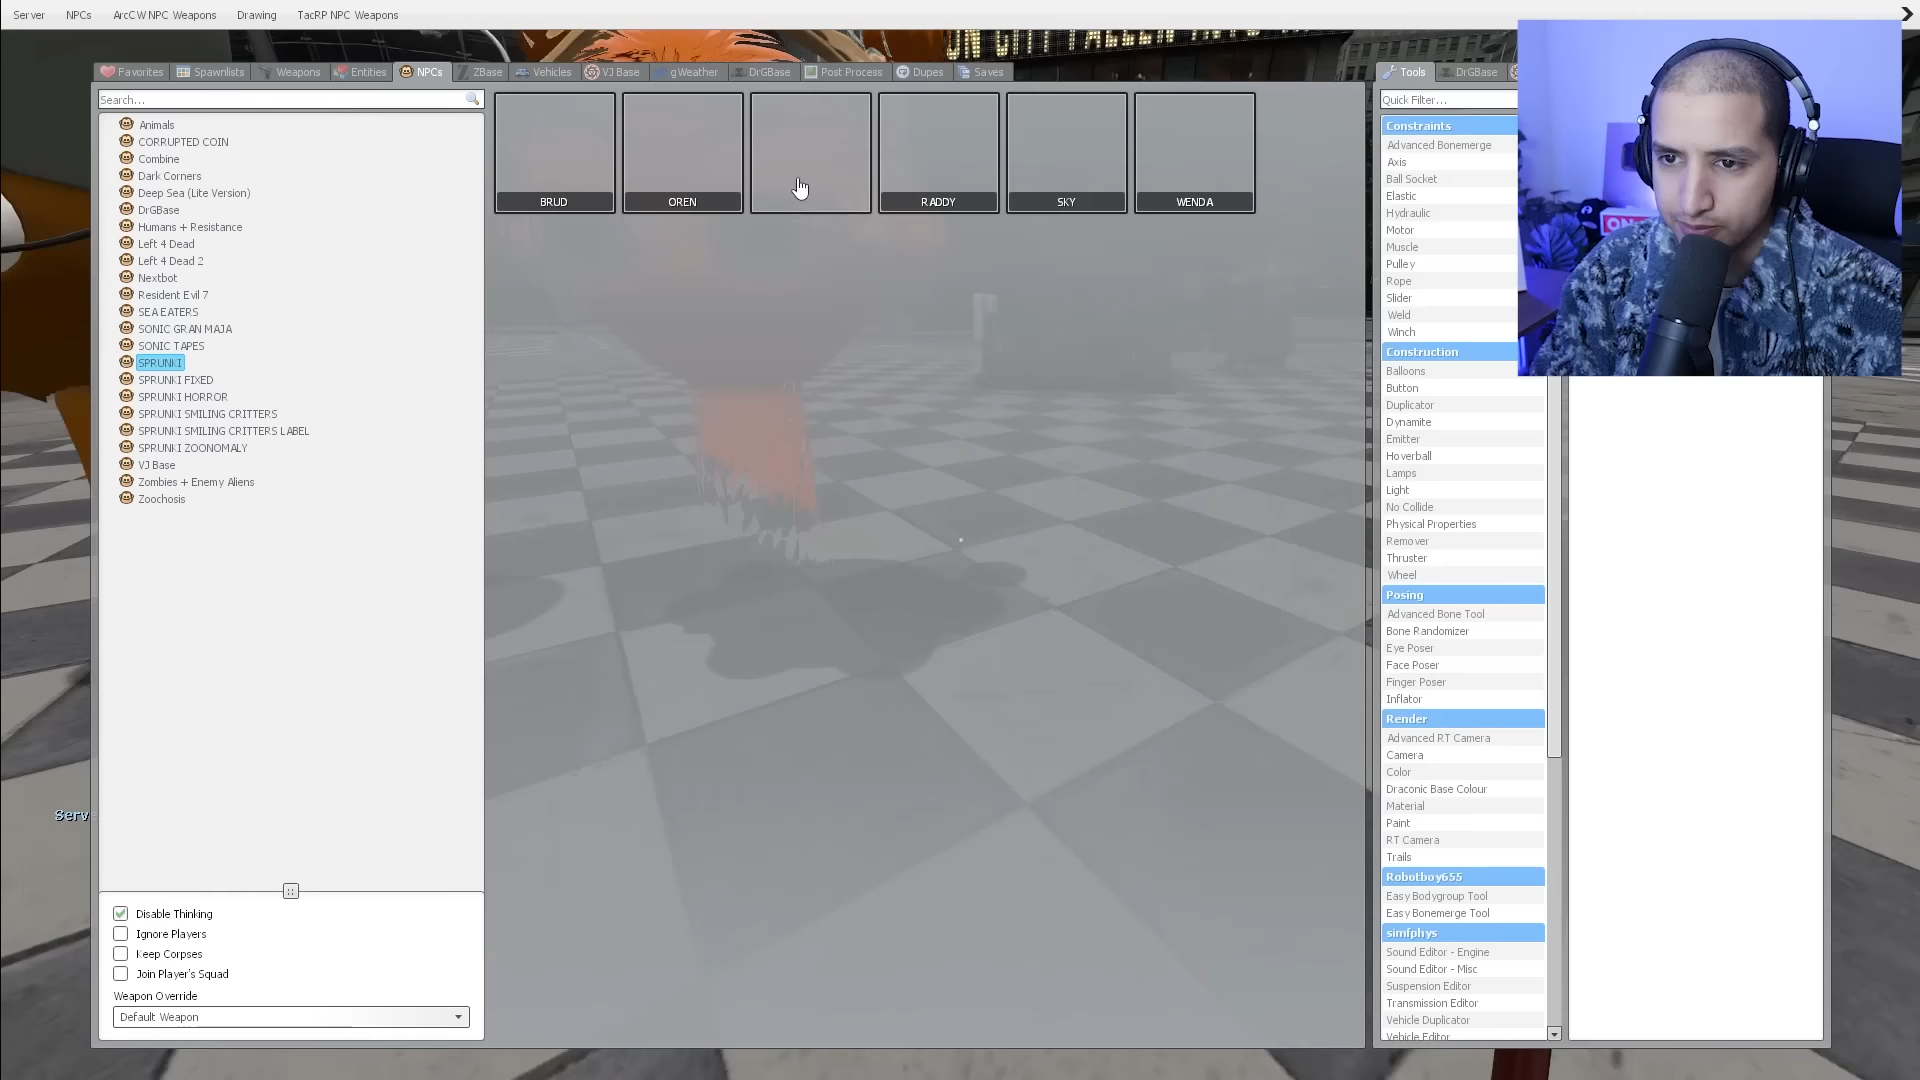 Server NPCs ArcCW NPC Weapons Drawing TacRP NPC Weapons
Favorites Spawnlists Weapons Entities NPCs ZBase Vehicles VJ Base gWeather DrGBase Post Process Dupes Saves
Tools DrGBase
Search...
Quick Filter...
Animals
CORRUPTED COIN
Combine
Dark Corners
Deep Sea (Lite Version)
DrGBase
Humans + Resistance
Left 4 Dead
Left 4 Dead 2
Nextbot
Resident Evil 7
SEA EATERS
SONIC GRAN MAJA
SONIC TAPES
SPRUNKI
SPRUNKI FIXED
SPRUNKI HORROR
SPRUNKI SMILING CRITTERS
SPRUNKI SMILING CRITTERS LABEL
SPRUNKI ZOONOMALY
VJ Base
Zombies + Enemy Aliens
Zoochosis
Serv
Disable Thinking
Ignore Players
Keep Corpses
Join Player's Squad
Weapon Override
Default Weapon
BRUD OREN RADDY SKY WENDA
Constraints
Advanced Bonemerge
Axis
Ball Socket
Elastic
Hydraulic
Motor
Muscle
Pulley
Rope
Slider
Weld
Winch
Construction
Balloons
Button
Duplicator
Dynamite
Emitter
Hoverball
Lamps
Light
No Collide
Physical Properties
Remover
Thruster
Wheel
Posing
Advanced Bone Tool
Bone Randomizer
Eye Poser
Face Poser
Finger Poser
Inflator
Render
Advanced RT Camera
Camera
Color
Draconic Base Colour
Material
Paint
RT Camera
Trails
Robotboy655
Easy Bodygroup Tool
Easy Bonemerge Tool
simfphys
Sound Editor - Engine
Sound Editor - Misc
Suspension Editor
Transmission Editor
Vehicle Duplicator
Vehicle Editor